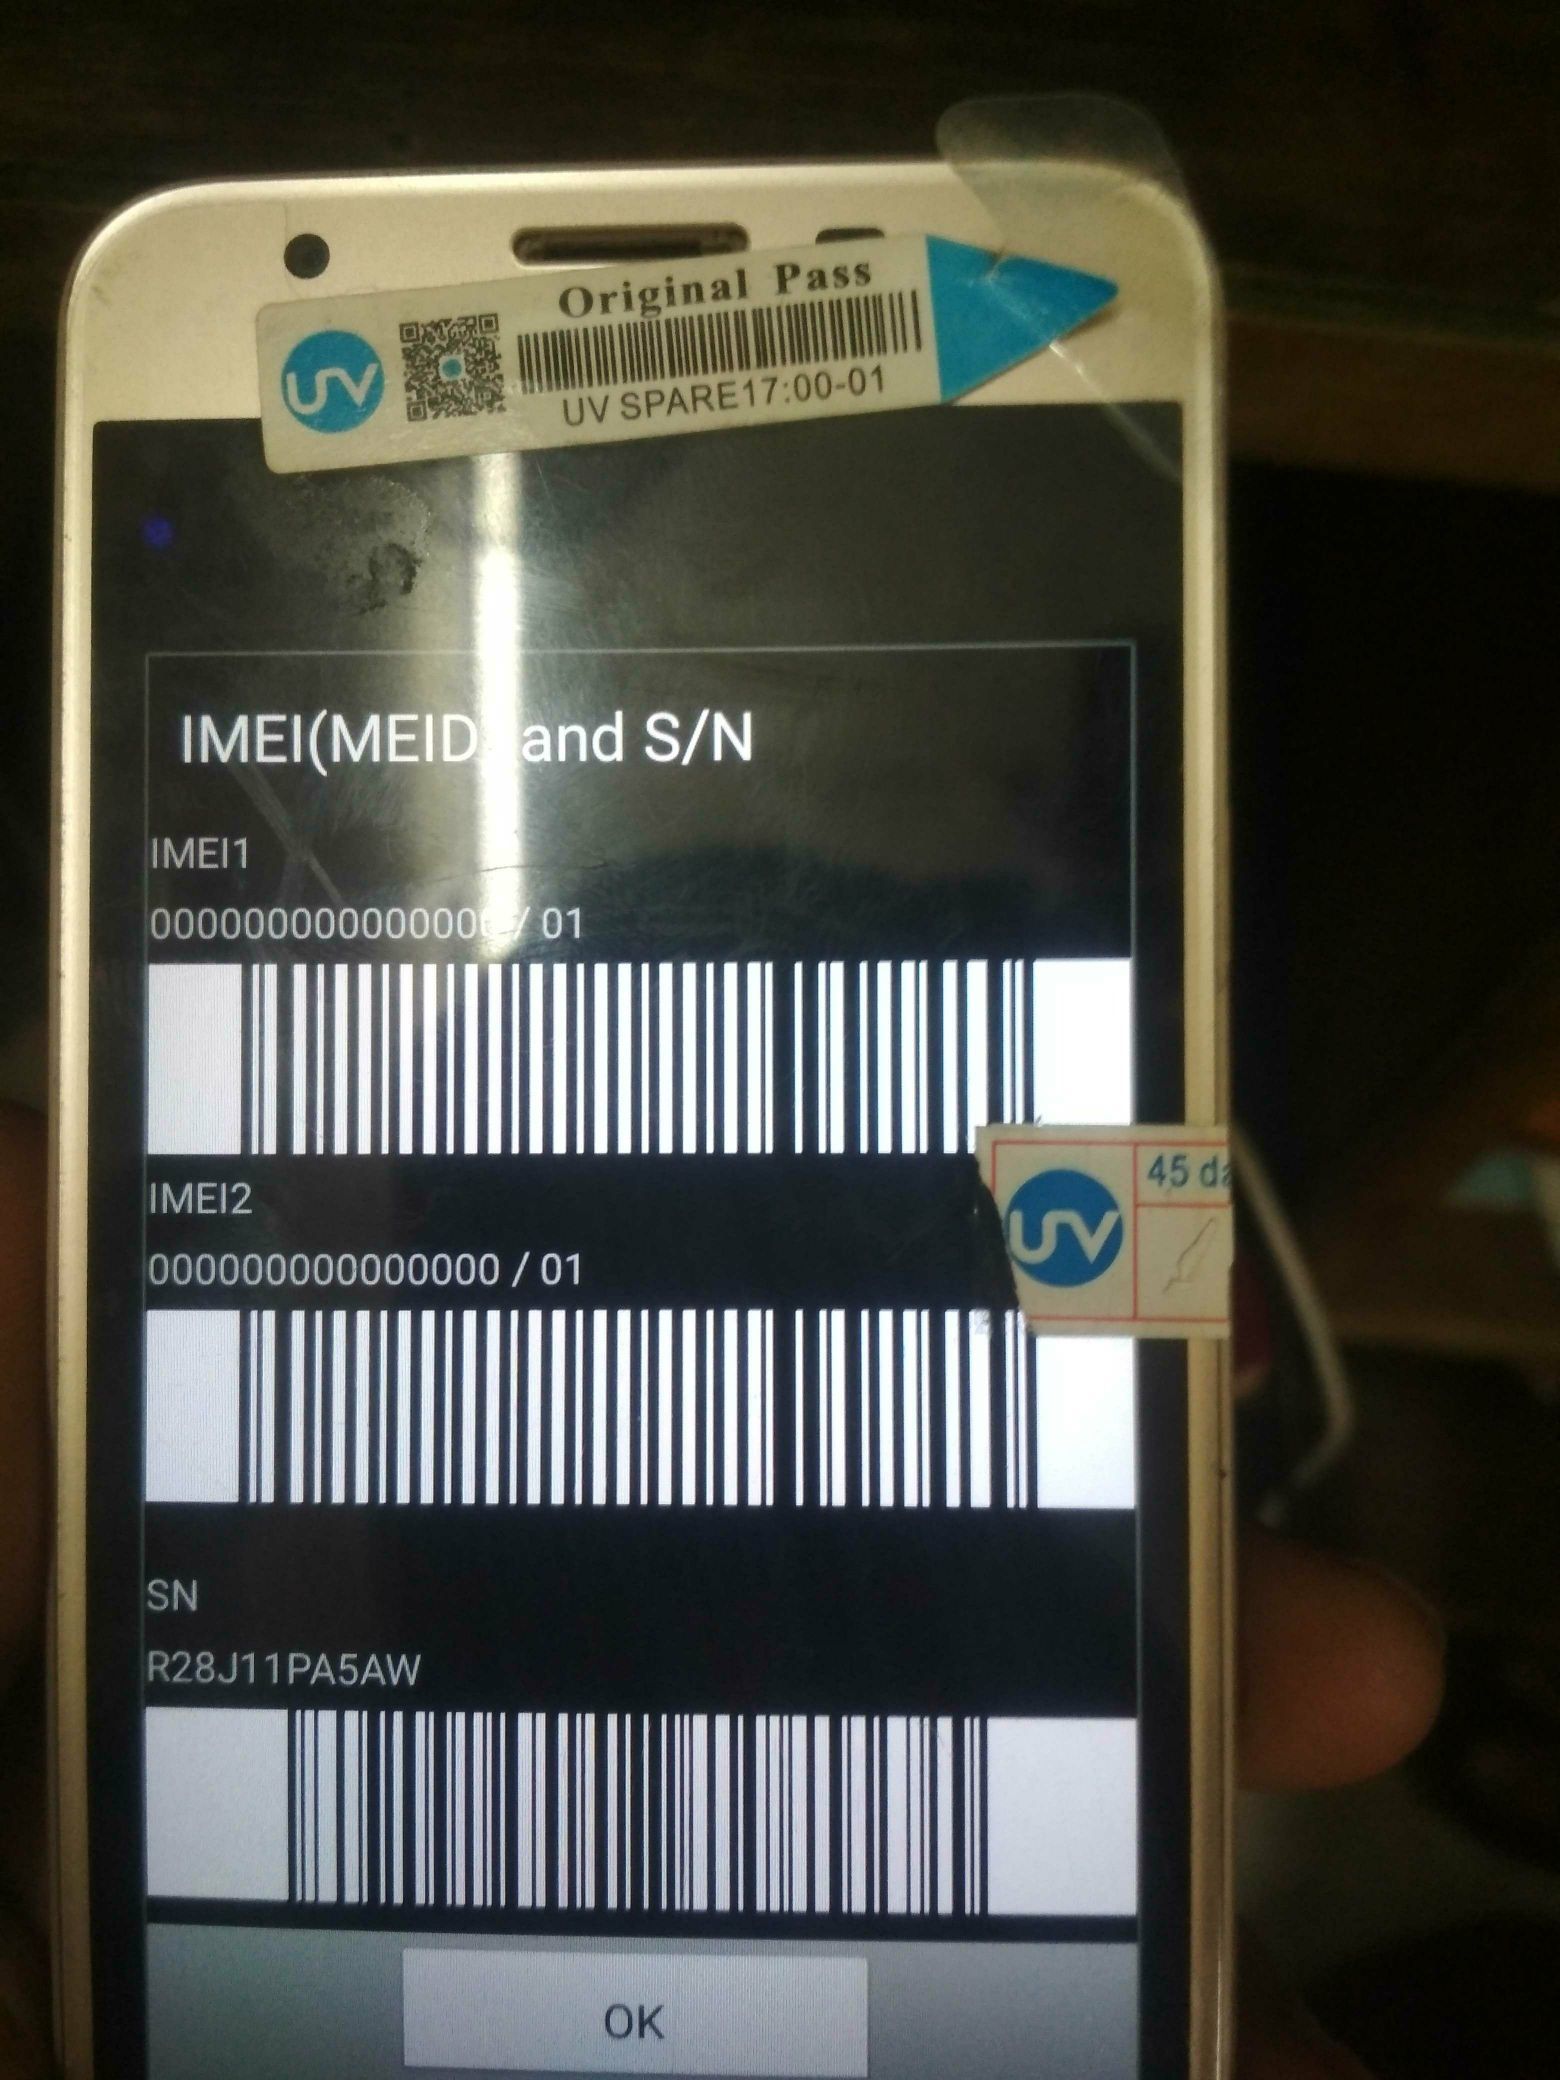 Original Pass
UV
UV SPARE17:00-01
IMEI(MEID) and S/N
IMEI1
000000000000000 / 01
IMEI2
000000000000000 / 01
UV
45
SN
R28J11PA5AW
OK